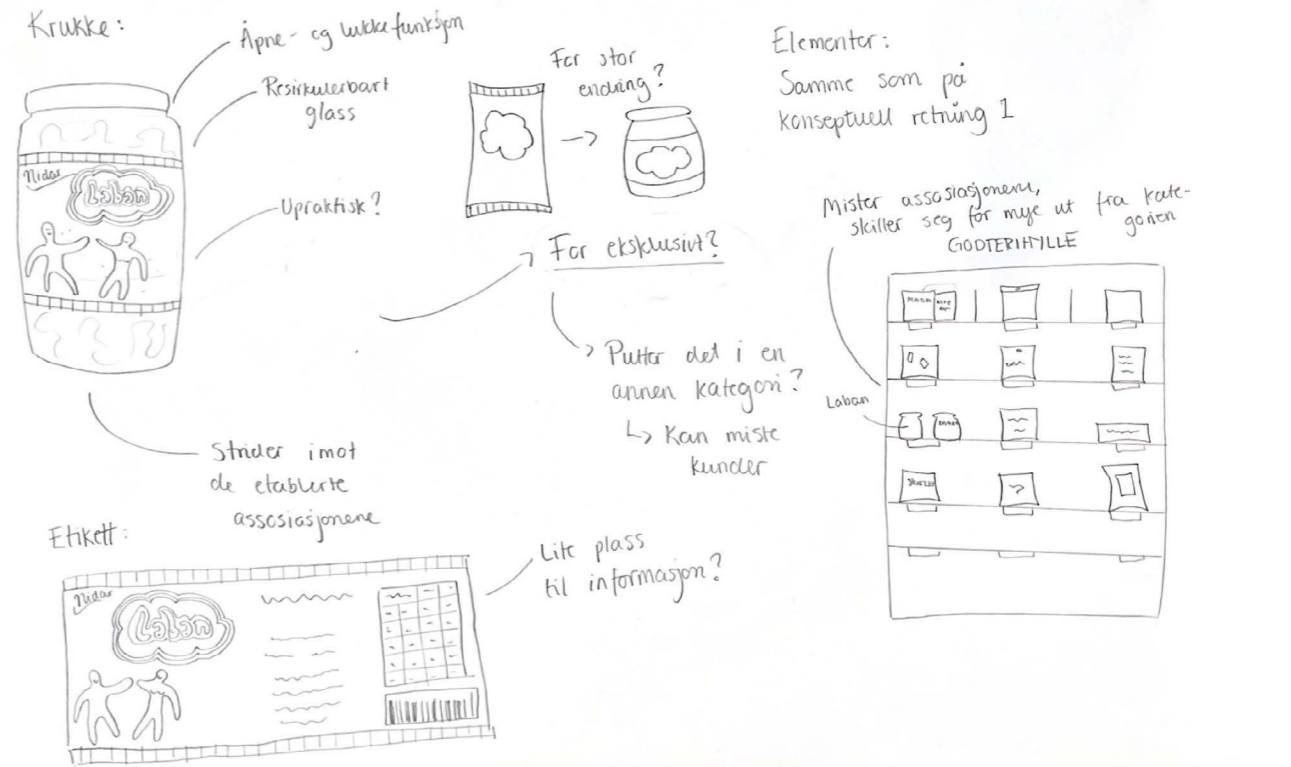 Krukke:
Åpne- og lukkefunksjon
Resirkulerbart
glass
Upraktisk?
Nidar
Laban
Strider imot
de etablerte
assosiasjonene
For stor
endring?
For eksklusivt?
Putter det i en
annen kategori?
↳ Kan miste
kunder
Elementer:
Samme som på
konseptuell retning 1
Mister assosiasjonene,
skiller seg for mye ut fra kate-
gorien
GODTERIHYLLE
Laban
Etikett:
Nidar
Laban
Lite plass
til informasjon?